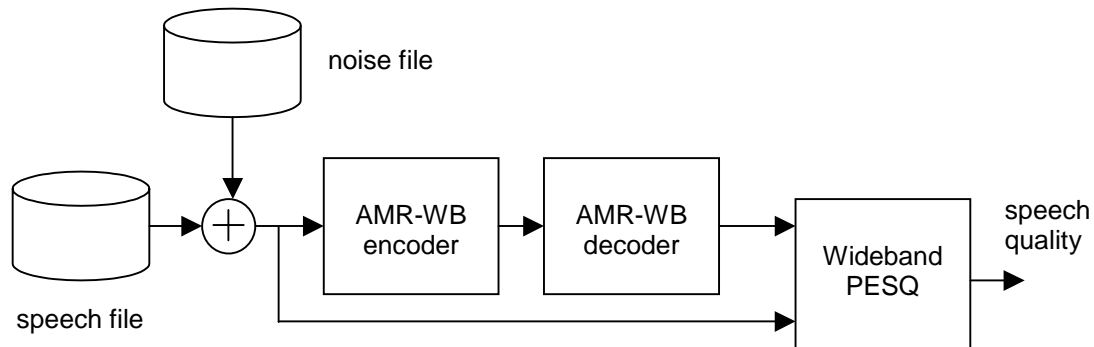 noise file
speech file
+
AMR-WB
encoder
AMR-WB
decoder
Wideband
PESQ
speech
quality